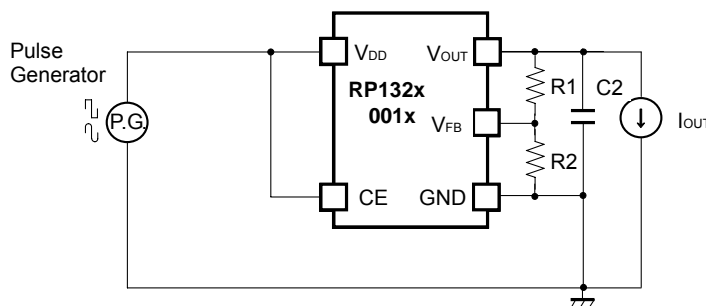 Pulse
Generator
P.G.
VDD
VOUT
RP132x
001x
VFB
CE
GND
R1
R2
C2
IOUT